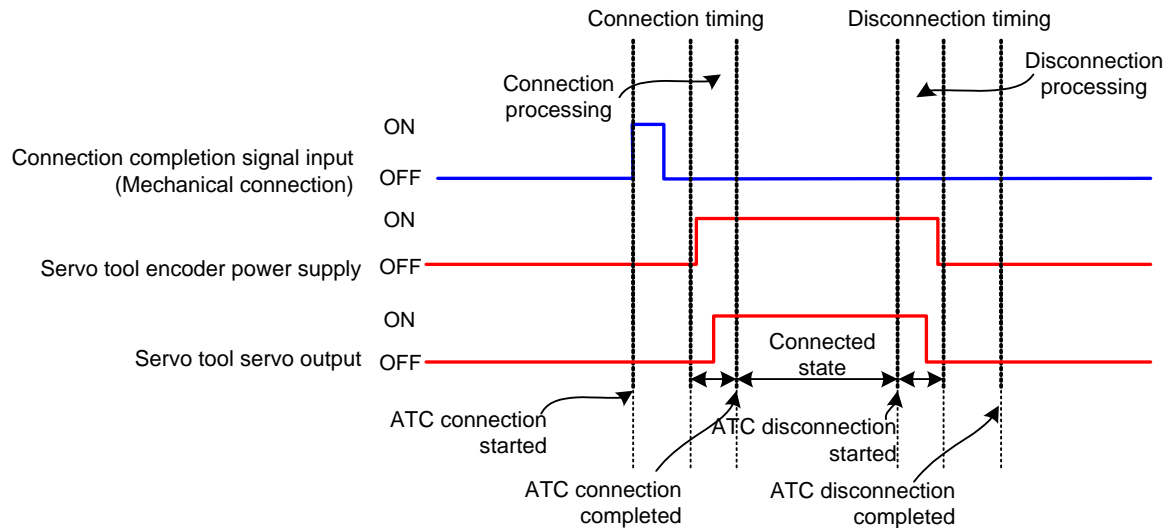 Connection timing
Disconnection timing
Connection
processing
Disconnection
processing
ON
Connection completion signal input
(Mechanical connection)
OFF
ON
Servo tool encoder power supply
OFF
ON
Servo tool servo output
OFF
Connected
state
ATC connection
started
ATC disconnection
started
ATC connection
completed
ATC disconnection
completed